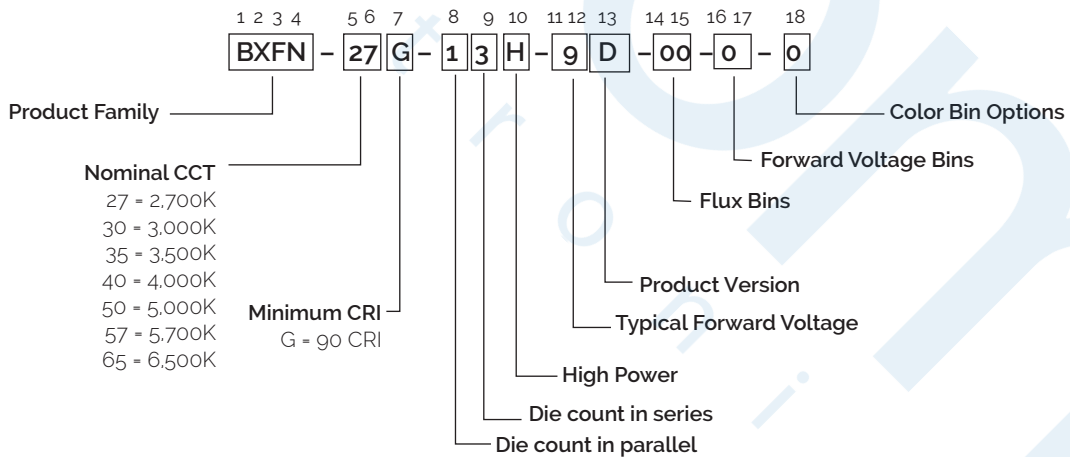 1 2 3 4 5 6 7 8 9 10 11 12 13 14 15 16 17 18
BXFN - 27 G - 1 3 H - 9 D - 00 - 0 - 0
Product Family
Color Bin Options
Nominal CCT
27 = 2,700K
30 = 3,000K
35 = 3,500K
40 = 4,000K
50 = 5,000K
57 = 5,700K
65 = 6,500K
Forward Voltage Bins
Flux Bins
Product Version
Minimum CRI
G = 90 CRI
Typical Forward Voltage
High Power
Die count in series
Die count in parallel